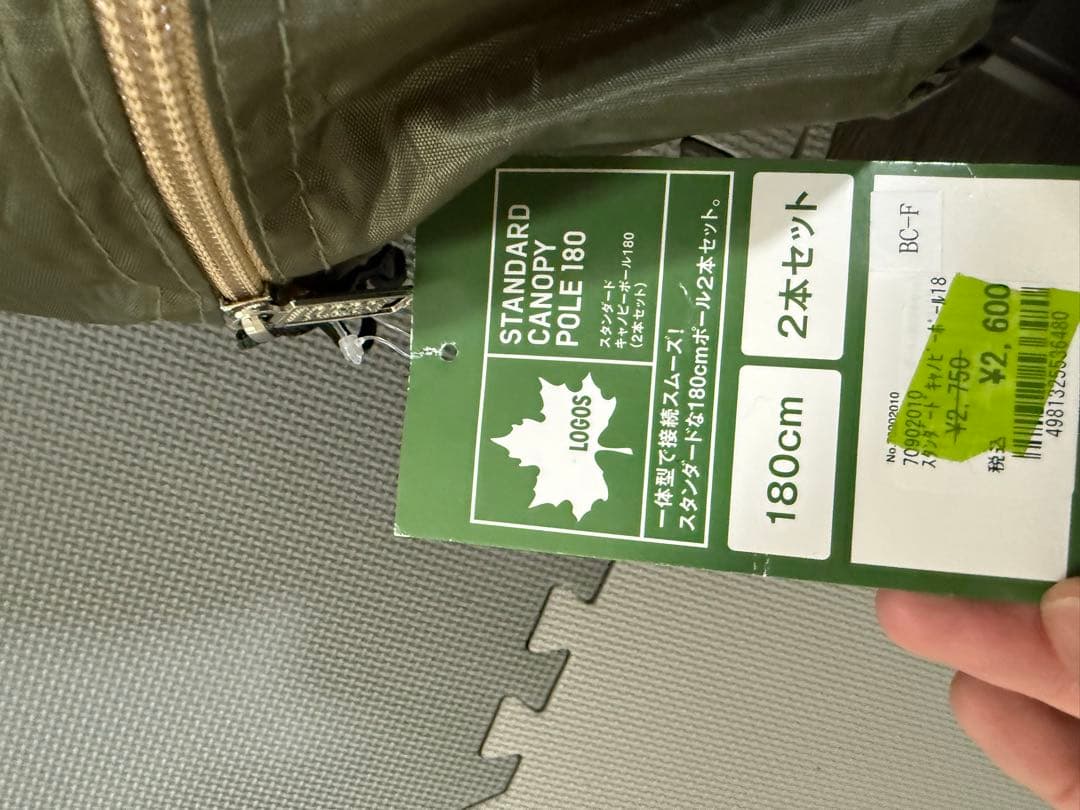 STANDARD
CANOPY
POLE 180
スタンダード
キャノピーポール180
(2本セット)
LOGOS
一体型で接続スムーズ!
スタンダードな180cmポール2本セット。
2本セット
180cm
BC-F
70902010
スタンダード キャノピーポール18
¥2,750
¥2,600
税込
4981325536480